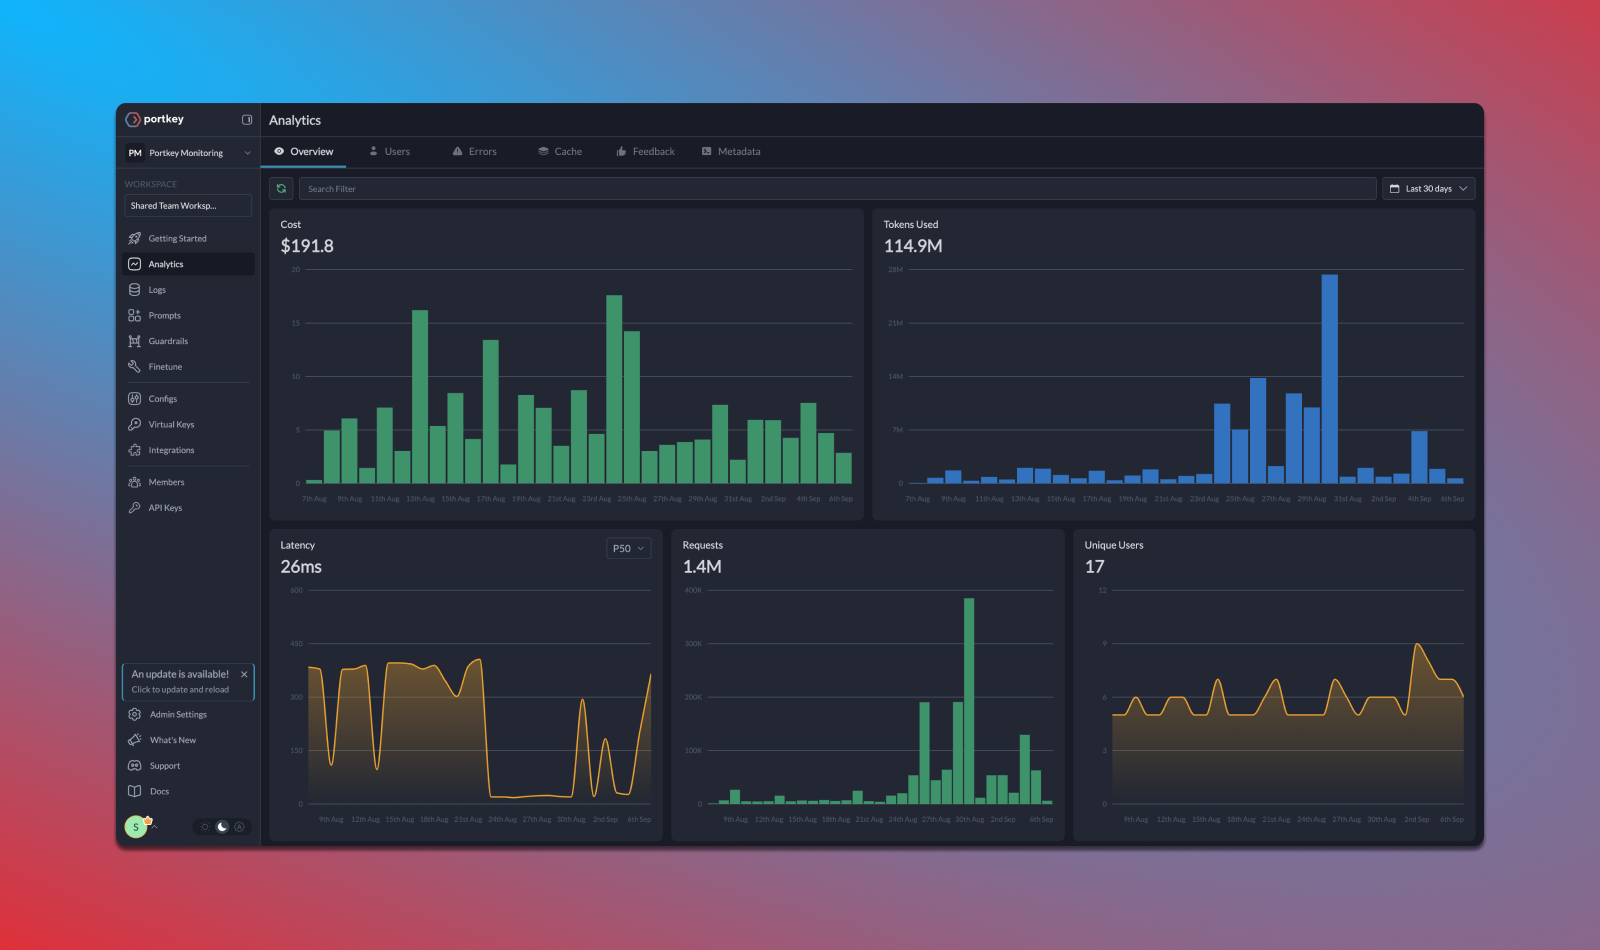 portkey
PM Portkey Monitoring
WORKSPACE
Shared Team Worksp...
Getting Started
Analytics
Logs
Prompts
Guardrails
Finetune
Configs
Virtual Keys
Integrations
Members
API Keys
An update is available!
Click to update and reload
Admin Settings
What's New
Support
Docs
S
Analytics
Overview Users Errors Cache Feedback Metadata
Search Filter
Last 30 days
Cost
$191.8
20
15
10
5
0
7th Aug 9th Aug 11th Aug 13th Aug 15th Aug 17th Aug 19th Aug 21st Aug 23rd Aug 25th Aug 27th Aug 29th Aug 31st Aug 2nd Sep 4th Sep 6th Sep
Tokens Used
114.9M
28M
21M
14M
7M
0
7th Aug 9th Aug 11th Aug 13th Aug 15th Aug 17th Aug 19th Aug 21st Aug 23rd Aug 25th Aug 27th Aug 29th Aug 31st Aug 2nd Sep 4th Sep 6th Sep
Latency
P50
26ms
600
450
300
150
0
9th Aug 12th Aug 15th Aug 18th Aug 21st Aug 24th Aug 27th Aug 30th Aug 2nd Sep 6th Sep
Requests
1.4M
400K
300K
200K
100K
0
9th Aug 12th Aug 15th Aug 18th Aug 21st Aug 24th Aug 27th Aug 30th Aug 2nd Sep 6th Sep
Unique Users
17
12
9
6
3
0
9th Aug 12th Aug 15th Aug 18th Aug 21st Aug 24th Aug 27th Aug 30th Aug 2nd Sep 6th Sep